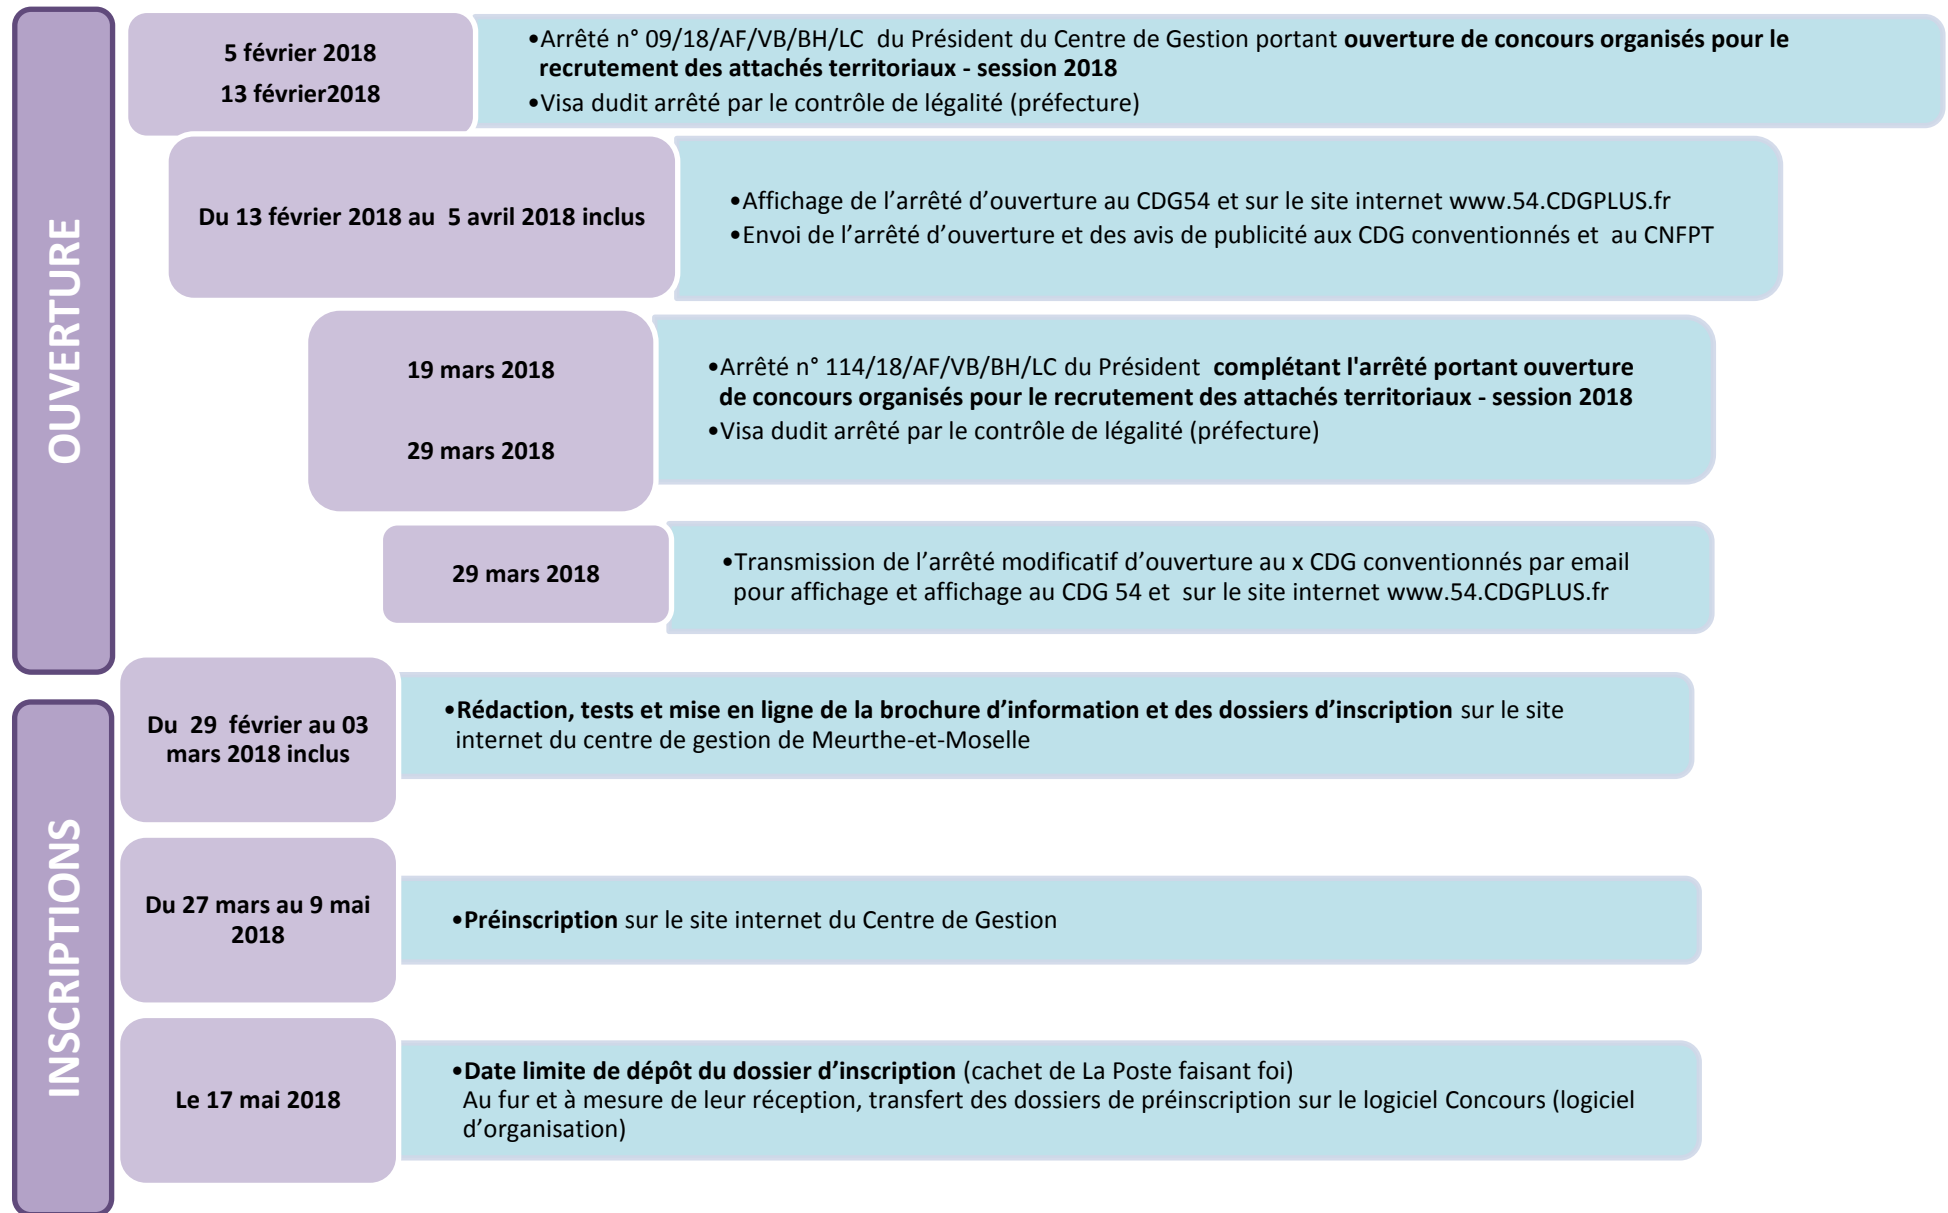 OUVERTURE
5 février 2018
13 février2018
•Arrêté n° 09/18/AF/VB/BH/LC du Président du Centre de Gestion portant ouverture de concours organisés pour le
recrutement des attachés territoriaux - session 2018
•Visa dudit arrêté par le contrôle de légalité (préfecture)
Du 13 février 2018 au 5 avril 2018 inclus
•Affichage de l’arrêté d’ouverture au CDG54 et sur le site internet www.54.CDGPLUS.fr
•Envoi de l’arrêté d’ouverture et des avis de publicité aux CDG conventionnés et au CNFPT
19 mars 2018
29 mars 2018
•Arrêté n° 114/18/AF/VB/BH/LC du Président complétant l'arrêté portant ouverture
de concours organisés pour le recrutement des attachés territoriaux - session 2018
•Visa dudit arrêté par le contrôle de légalité (préfecture)
29 mars 2018
•Transmission de l’arrêté modificatif d’ouverture au x CDG conventionnés par email
pour affichage et affichage au CDG 54 et sur le site internet www.54.CDGPLUS.fr
INSCRIPTIONS
Du 29 février au 03
mars 2018 inclus
•Rédaction, tests et mise en ligne de la brochure d’information et des dossiers d’inscription sur le site
internet du centre de gestion de Meurthe-et-Moselle
Du 27 mars au 9 mai
2018
•Préinscription sur le site internet du Centre de Gestion
Le 17 mai 2018
•Date limite de dépôt du dossier d’inscription (cachet de La Poste faisant foi)
Au fur et à mesure de leur réception, transfert des dossiers de préinscription sur le logiciel Concours (logiciel
d’organisation)